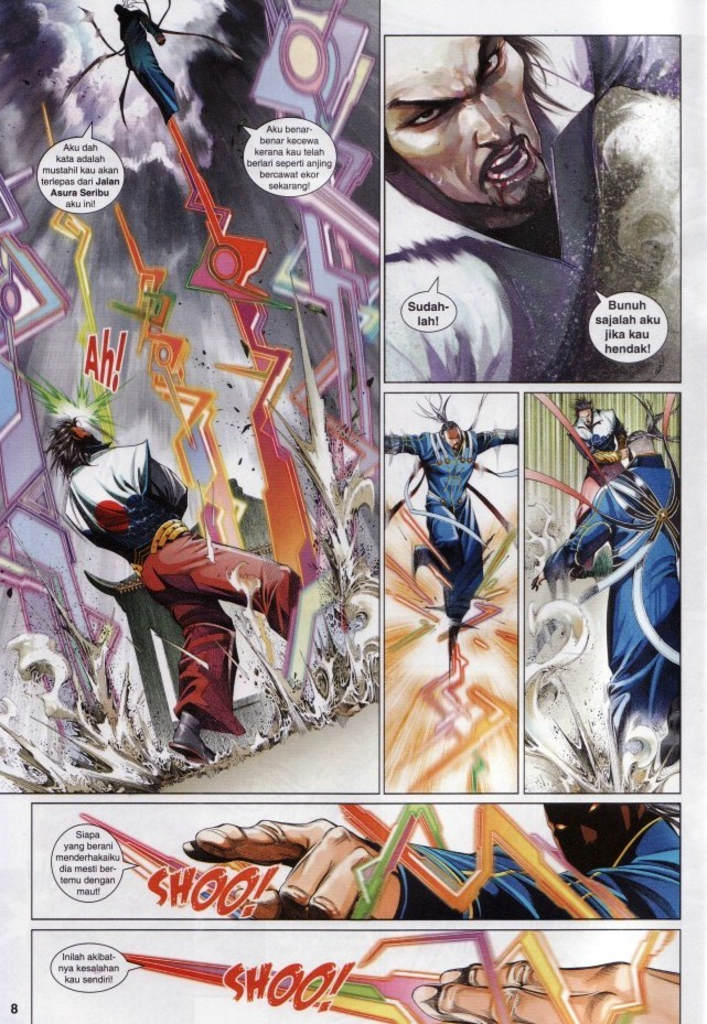 Aku dah
kata adalah
mustahil kau akan
terlepas dari Jalan
Asura Seribu
aku ini!
Aku benar-
benar kecewa
kerana kau telah
berlari seperti anjing
bercawat ekor
sekarang!
Ah!
Sudah-
lah!
Bunuh
sajalah aku
jika kau
hendak!
Siapa
yang berani
menderhakaiku
dia mesti ber-
temu dengan
maut!
SHOO!
Inilah akibat-
nya kesalahan
kau sendiri!
SHOO!
8